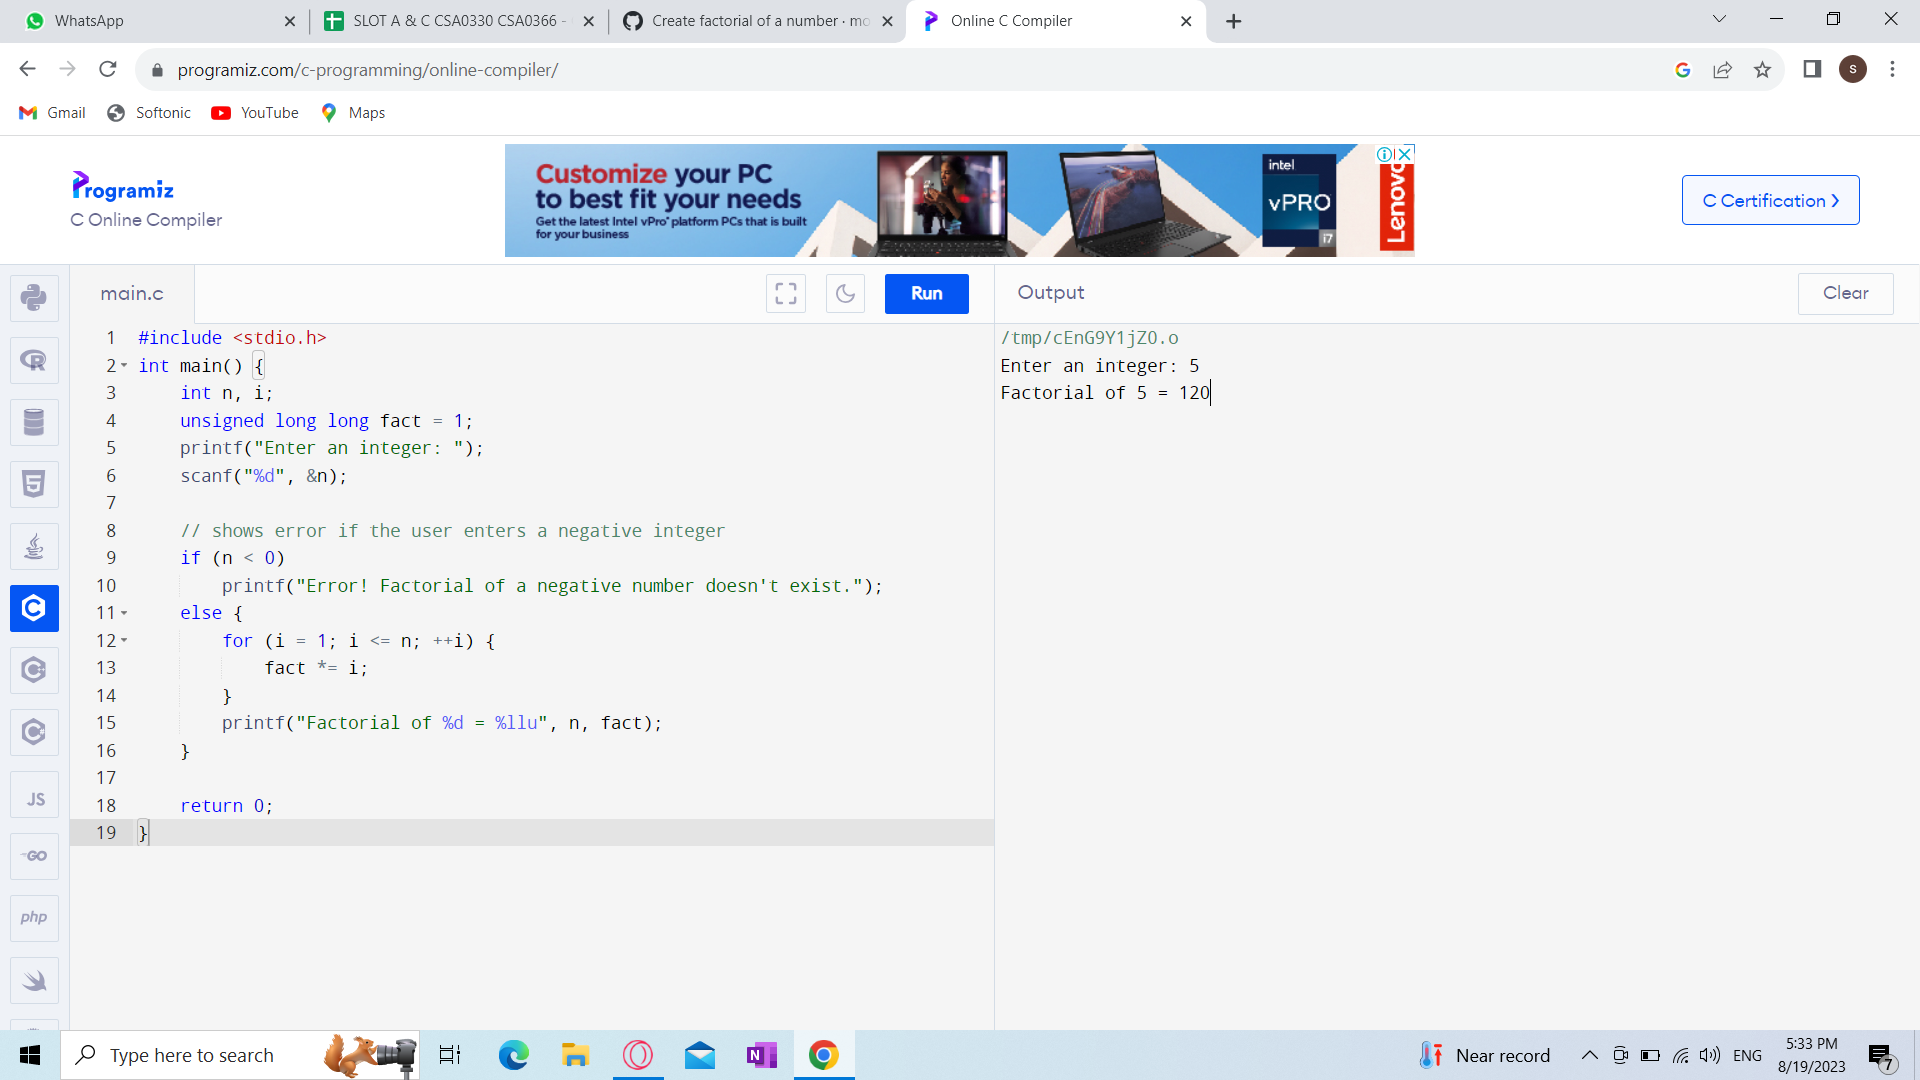 WhatsApp
SLOT A & C CSA0330 CSA0366 -
Create factorial of a number · mo
Online C Compiler
programiz.com/c-programming/online-compiler/
S
Gmail
Softonic
YouTube
Maps
Programiz
C Online Compiler
Customize your PC
to best fit your needs
Get the latest Intel vPro® platform PCs that is built
for your business
intel
vPRO
i7
Lenovo
C Certification >
main.c
Run
Output
Clear
1 #include <stdio.h>
2 int main() {
3     int n, i;
4     unsigned long long fact = 1;
5     printf("Enter an integer: ");
6     scanf("%d", &n);
7
8     // shows error if the user enters a negative integer
9     if (n < 0)
10         printf("Error! Factorial of a negative number doesn't exist.");
11     else {
12         for (i = 1; i <= n; ++i) {
13             fact *= i;
14         }
15         printf("Factorial of %d = %llu", n, fact);
16     }
17
18     return 0;
19 }
/tmp/cEnG9Y1jZO.o
Enter an integer: 5
Factorial of 5 = 120
JS
GO
php
Type here to search
N
Near record
ENG
5:33 PM
8/19/2023
7